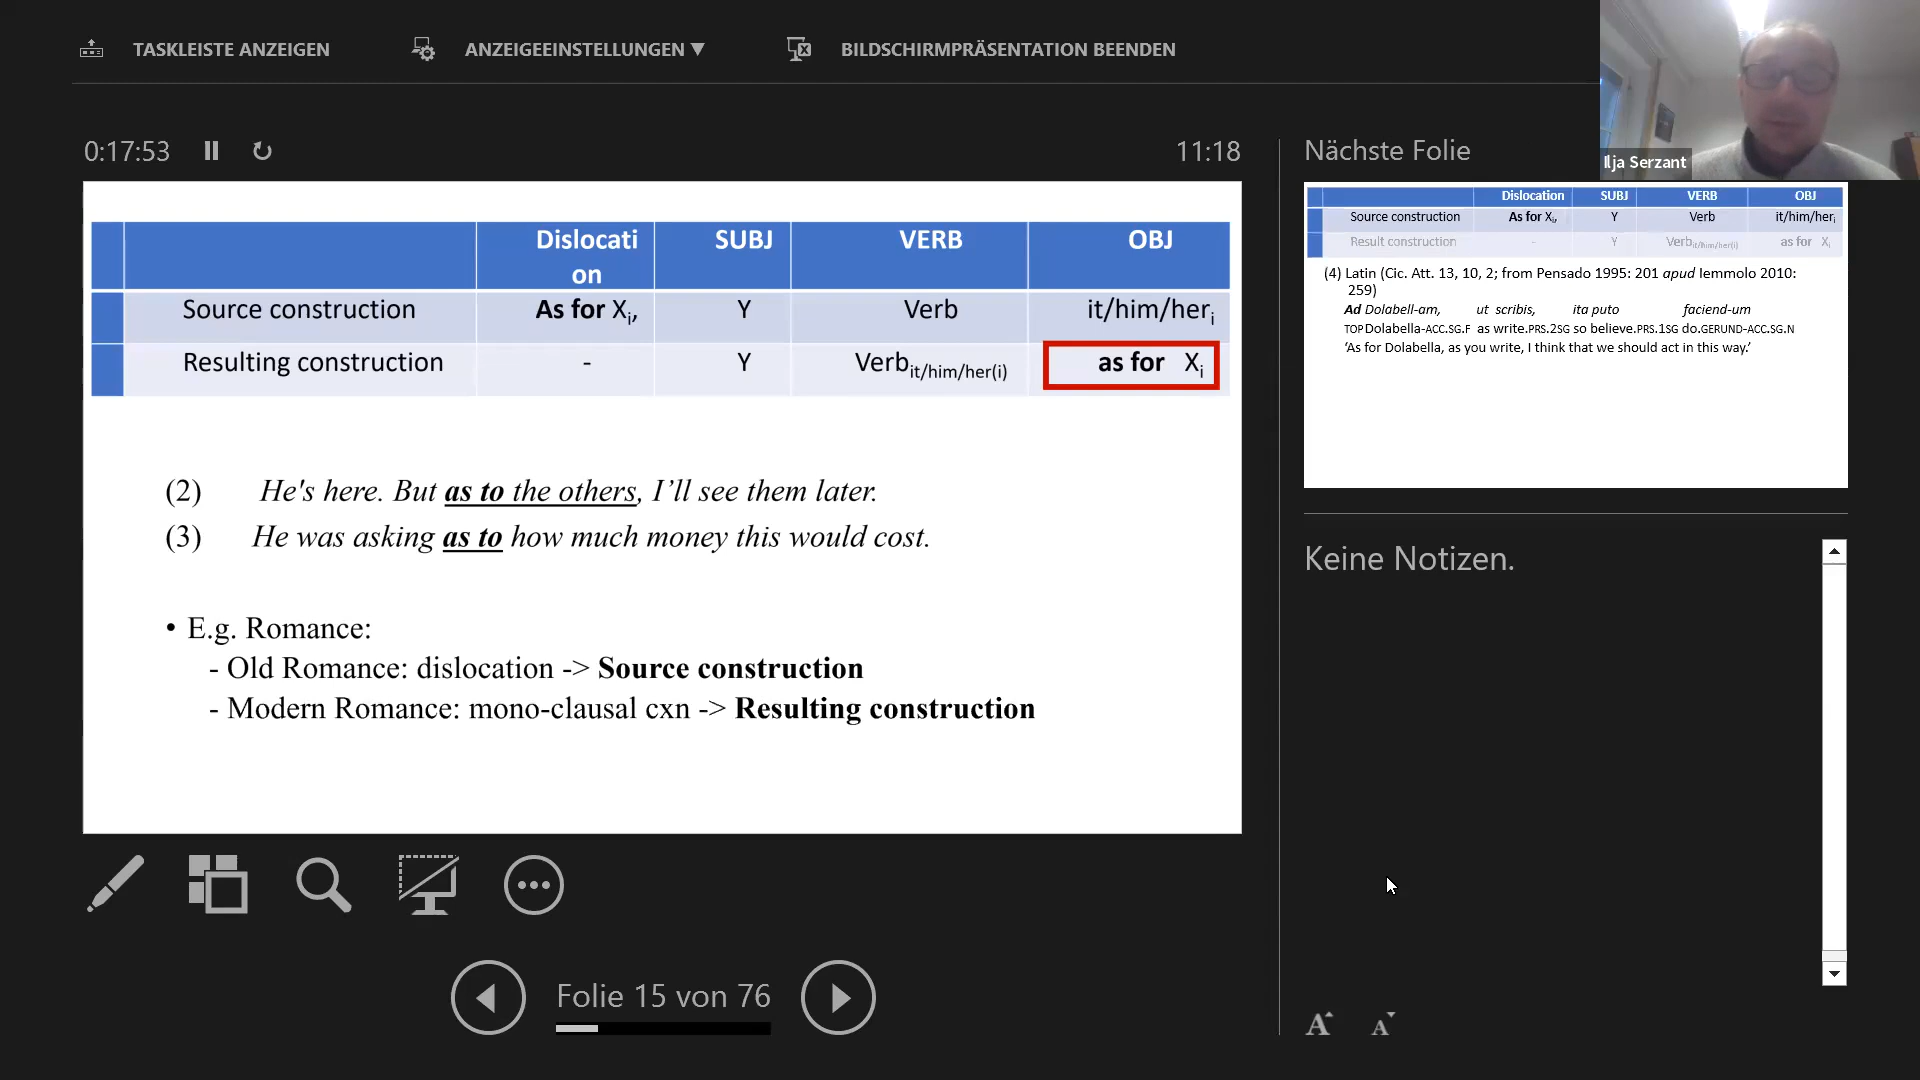 TASKLEISTE ANZEIGEN ANZEIGEEINSTELLUNGEN ▼ BILDSCHIRMPRÄSENTATION BEENDEN
Ilja Serzant
0:17:53 11:18
Dislocati
on SUBJ VERB OBJ
Source construction As for Xi, Y Verb it/him/heri
Resulting construction - Y Verbit/him/her(i) as for Xi
(2) He's here. But as to the others, I’ll see them later.
(3) He was asking as to how much money this would cost.
• E.g. Romance:
- Old Romance: dislocation -> Source construction
- Modern Romance: mono-clausal cxn -> Resulting construction
Folie 15 von 76
Nächste Folie
Dislocation SUBJ VERB OBJ
Source construction As for Xi, Y Verb it/him/heri
Result construction - Y Verbit/him/her(i) as for Xi
(4) Latin (Cic. Att. 13, 10, 2; from Pensado 1995: 201 apud Iemmolo 2010:
259)
Ad Dolabell-am, ut scribis, ita puto faciend-um
TOP Dolabella-ACC.SG.F as write.PRS.2SG so believe.PRS.1SG do.GERUND-ACC.SG.N
‘As for Dolabella, as you write, I think that we should act in this way.’
Keine Notizen.
A A